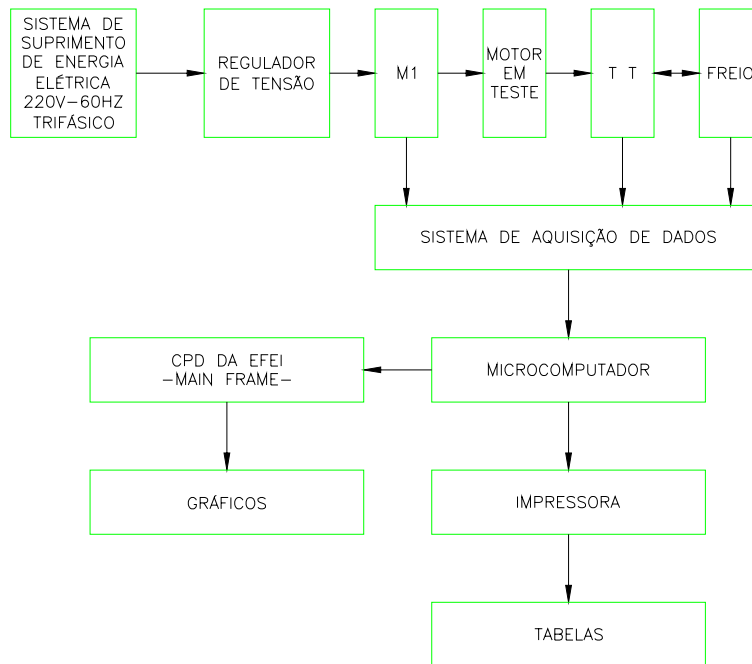 SISTEMA DE
SUPRIMENTO
DE ENERGIA
ELÉTRICA
220V-60HZ
TRIFÁSICO
REGULADOR
DE TENSÃO
M1
MOTOR
EM
TESTE
T T
FREIO
SISTEMA DE AQUISIÇÃO DE DADOS
CPD DA EFEI
-MAIN FRAME-
MICROCOMPUTADOR
GRÁFICOS
IMPRESSORA
TABELAS